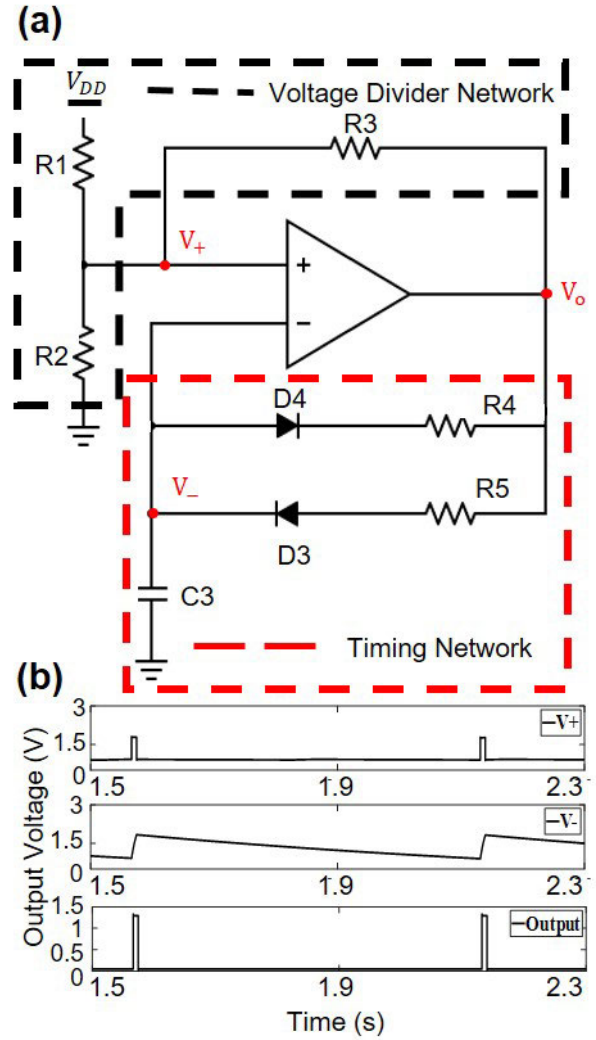 (a)
V_DD
Voltage Divider Network
R1
R3
V₊
+
Vₒ
−
R2
D4
R4
V₋
R5
D3
C3
Timing Network
(b)
Output Voltage (V)
3
1.5
0
V+
1.5
1.9
2.3
3
1.5
0
V-
1.5
1.9
2.3
1.5
1
0.5
0
Output
1.5
1.9
2.3
Time (s)